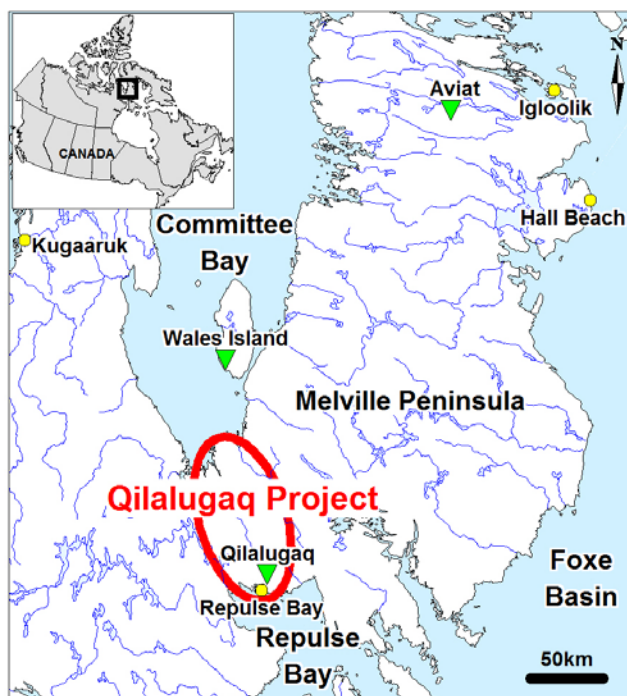 N
Aviat
Igloolik
CANADA
Hall Beach
Committee
Bay
Kugaaruk
Wales Island
Melville Peninsula
Qilalugaq Project
Qilalugaq
Foxe
Basin
Repulse Bay
Repulse
Bay
50km